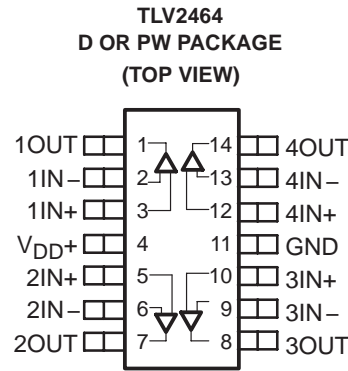 TLV2464
D OR PW PACKAGE
(TOP VIEW)
1OUT 1 14 4OUT
1IN− 2 13 4IN−
1IN+ 3 12 4IN+
VDD+ 4 11 GND
2IN+ 5 10 3IN+
2IN− 6 9 3IN−
2OUT 7 8 3OUT